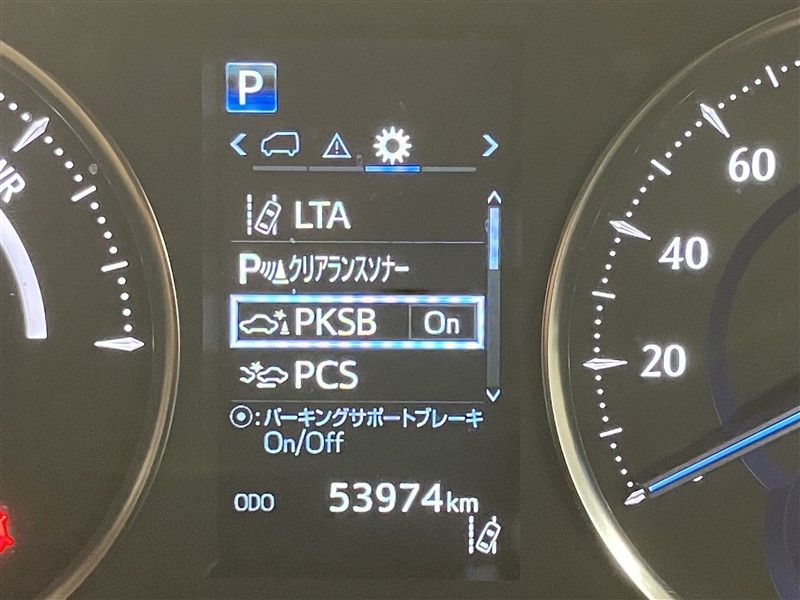 P
LTA
Pクリアランスソナー
PKSB On
PCS
:パーキングサポートブレーキ
On/Off
ODO 53974km
60
40
20